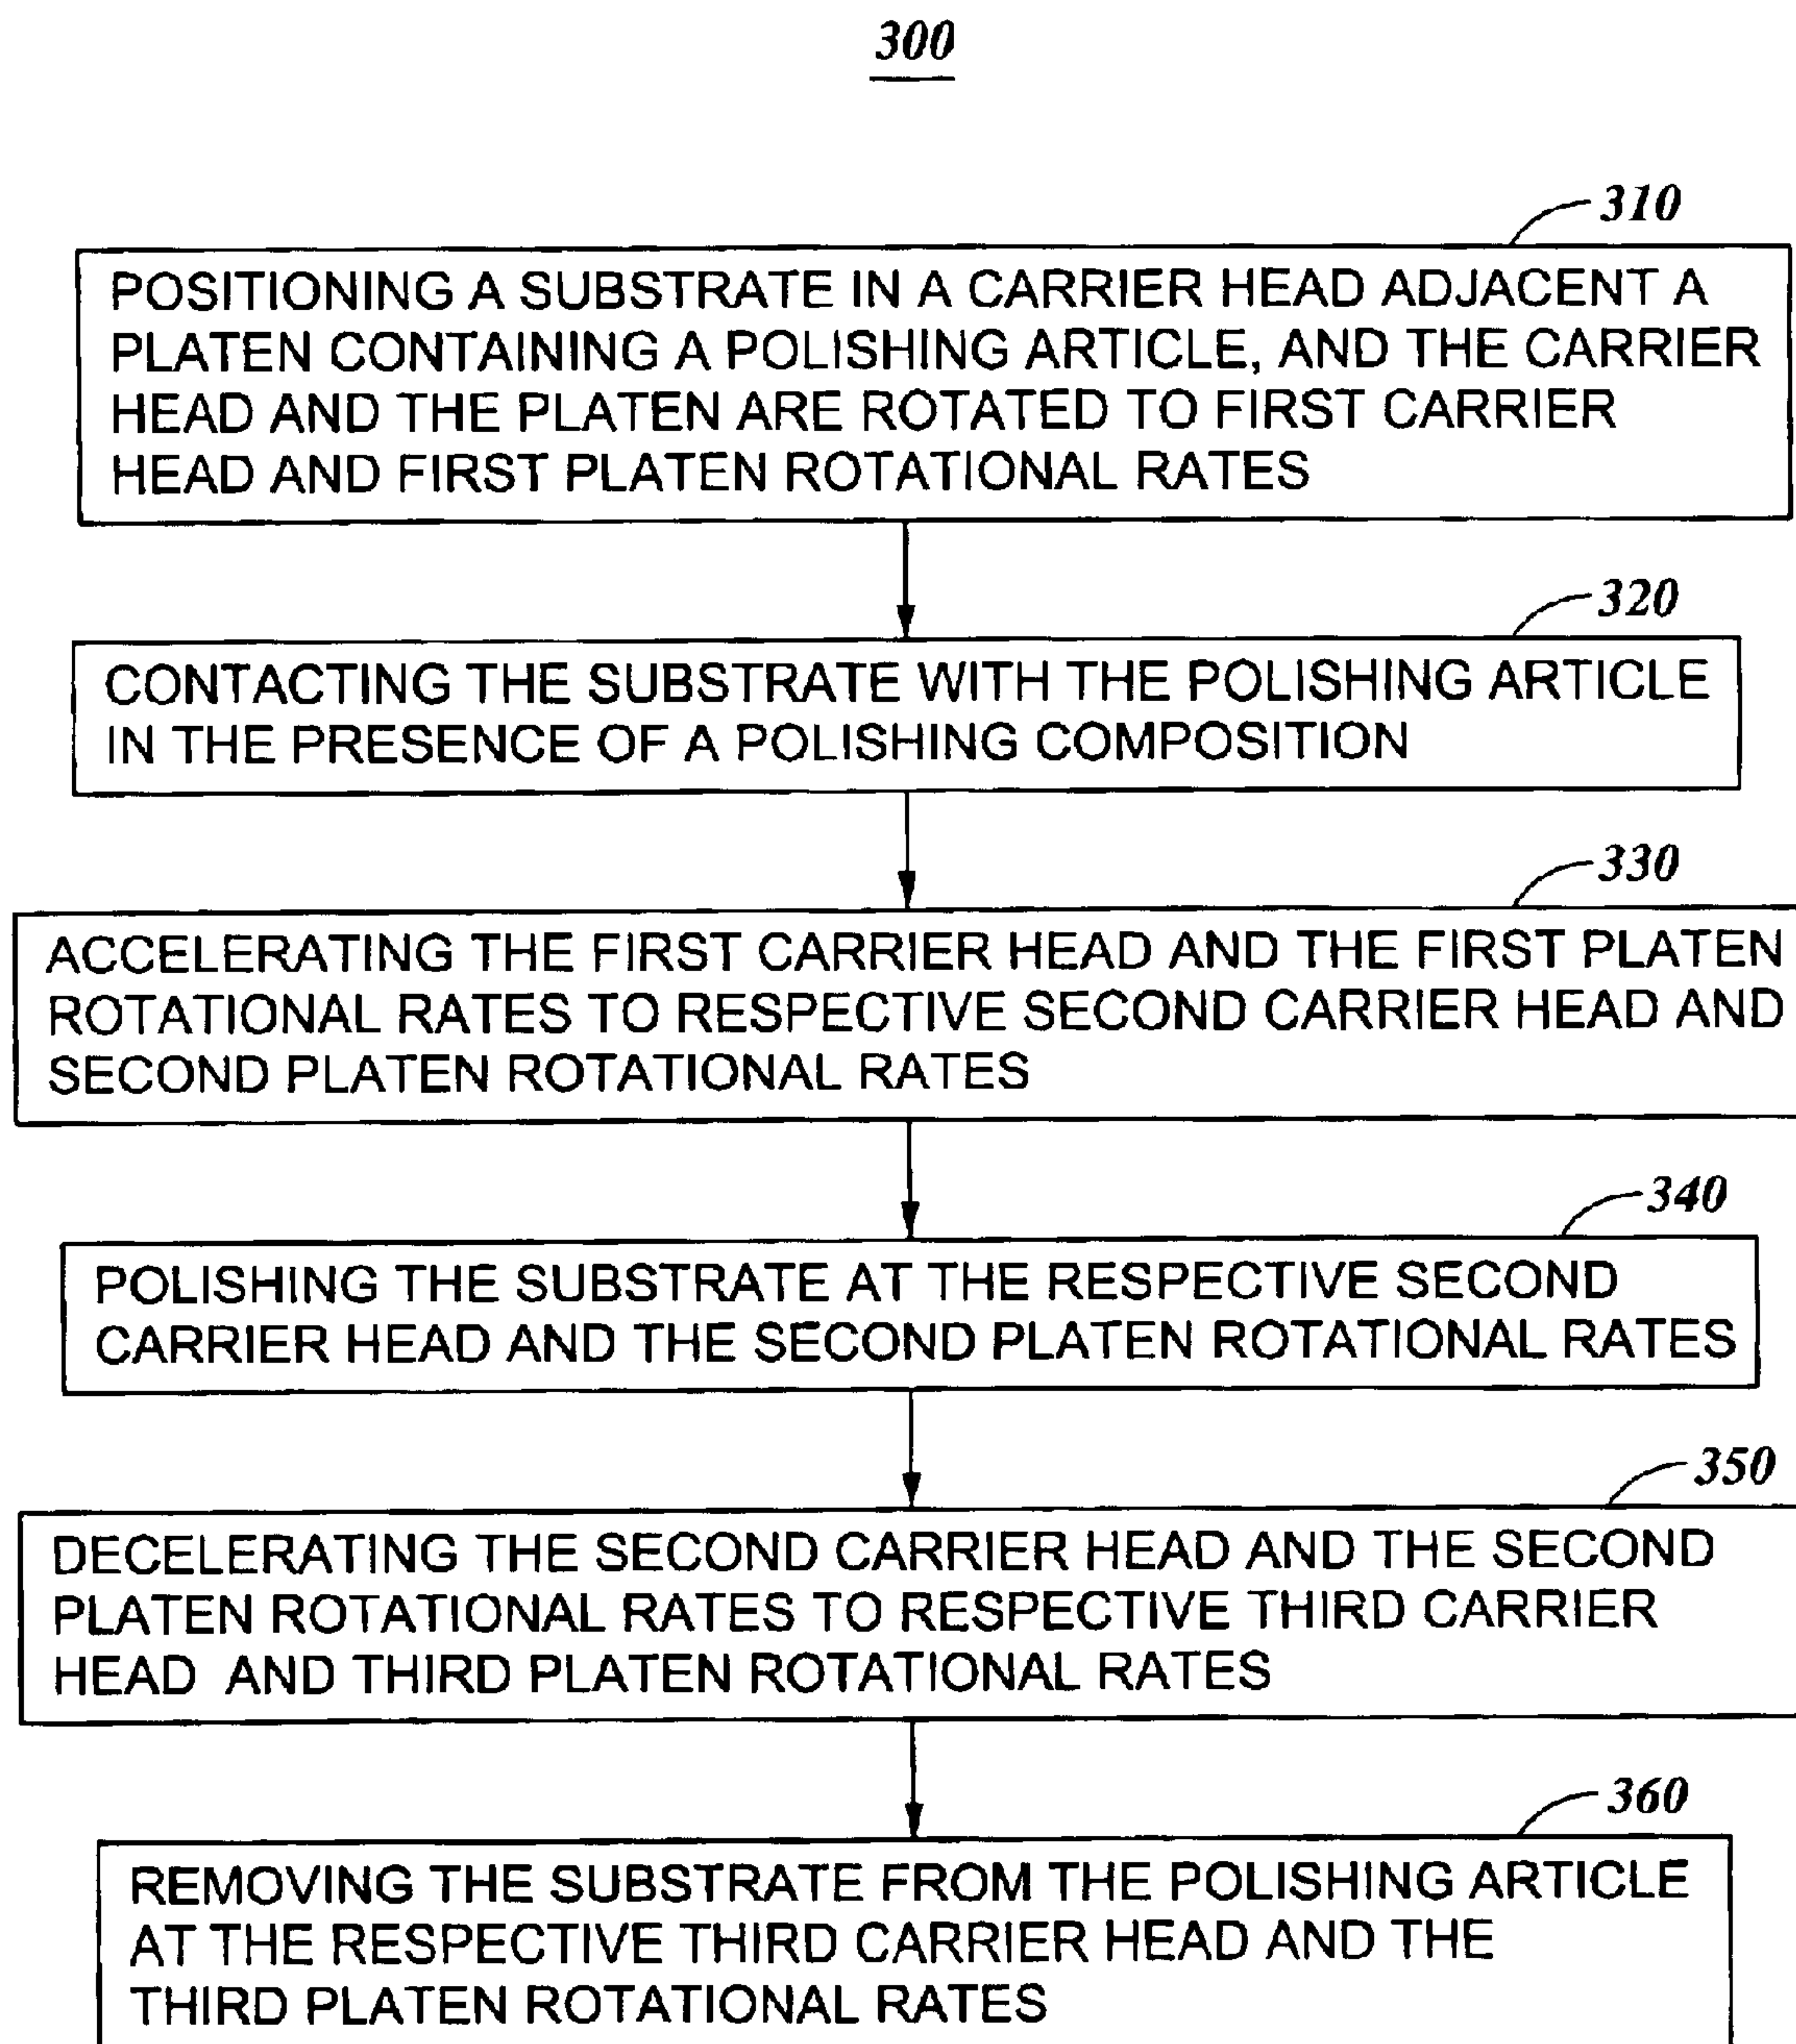 300
310
POSITIONING A SUBSTRATE IN A CARRIER HEAD ADJACENT A
PLATEN CONTAINING A POLISHING ARTICLE, AND THE CARRIER
HEAD AND THE PLATEN ARE ROTATED TO FIRST CARRIER
HEAD AND FIRST PLATEN ROTATIONAL RATES
320
CONTACTING THE SUBSTRATE WITH THE POLISHING ARTICLE
IN THE PRESENCE OF A POLISHING COMPOSITION
330
ACCELERATING THE FIRST CARRIER HEAD AND THE FIRST PLATEN
ROTATIONAL RATES TO RESPECTIVE SECOND CARRIER HEAD AND
SECOND PLATEN ROTATIONAL RATES
340
POLISHING THE SUBSTRATE AT THE RESPECTIVE SECOND
CARRIER HEAD AND THE SECOND PLATEN ROTATIONAL RATES
350
DECELERATING THE SECOND CARRIER HEAD AND THE SECOND
PLATEN ROTATIONAL RATES TO RESPECTIVE THIRD CARRIER
HEAD AND THIRD PLATEN ROTATIONAL RATES
360
REMOVING THE SUBSTRATE FROM THE POLISHING ARTICLE
AT THE RESPECTIVE THIRD CARRIER HEAD AND THE
THIRD PLATEN ROTATIONAL RATES